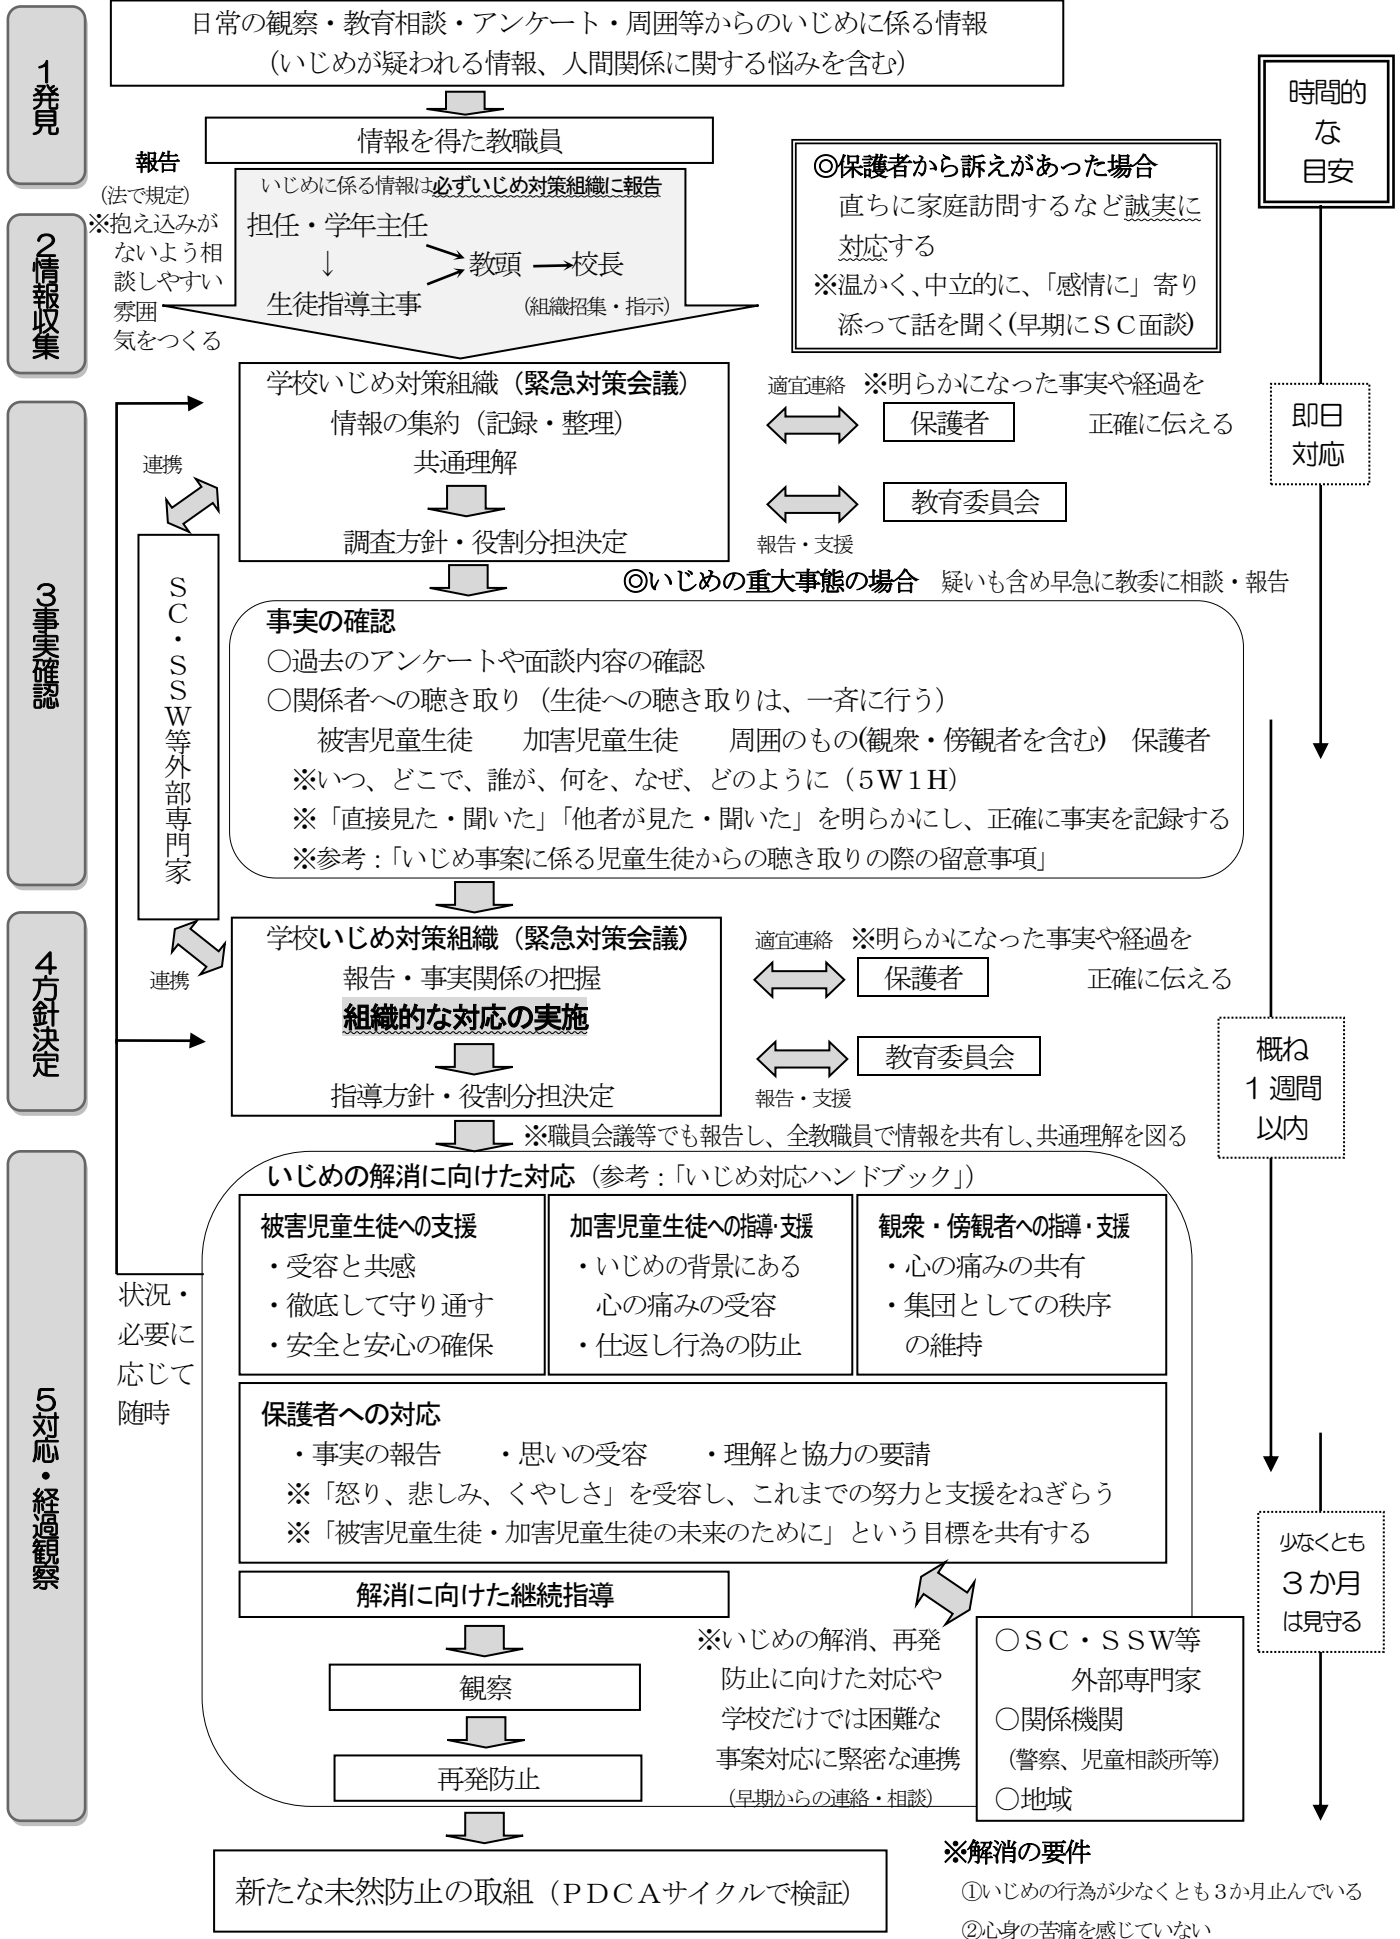 1発見
日常の観察・教育相談・アンケート・周囲等からのいじめに係る情報
（いじめが疑われる情報、人間関係に関する悩みを含む）
情報を得た教職員
時間的
な
目安
報告
（法で規定）
※抱え込みが
ないよう相
談しやすい
雰囲
気をつくる
2情報収集
いじめに係る情報は必ずいじめ対策組織に報告
担任・学年主任
↓
生徒指導主事
教頭
校長
（組織招集・指示）
◎保護者から訴えがあった場合
直ちに家庭訪問するなど誠実に
対応する
※温かく、中立的に、「感情に」寄り
添って話を聞く(早期にＳＣ面談)
3事実確認
学校いじめ対策組織（緊急対策会議）
情報の集約（記録・整理）
共通理解
調査方針・役割分担決定
適宜連絡 ※明らかになった事実や経過を
保護者 正確に伝える
教育委員会
報告・支援
即日
対応
連携
ＳＣ・ＳＳＷ等外部専門家
◎いじめの重大事態の場合 疑いも含め早急に教委に相談・報告
事実の確認
○過去のアンケートや面談内容の確認
○関係者への聴き取り（生徒への聴き取りは、一斉に行う）
被害児童生徒 加害児童生徒 周囲のもの(観衆・傍観者を含む) 保護者
※いつ、どこで、誰が、何を、なぜ、どのように（５Ｗ１Ｈ）
※「直接見た・聞いた」「他者が見た・聞いた」を明らかにし、正確に事実を記録する
※参考：「いじめ事案に係る児童生徒からの聴き取りの際の留意事項」
4方針決定
連携
学校いじめ対策組織（緊急対策会議）
報告・事実関係の把握
組織的な対応の実施
指導方針・役割分担決定
適宜連絡 ※明らかになった事実や経過を
保護者 正確に伝える
教育委員会
報告・支援
概ね
１週間
以内
※職員会議等でも報告し、全教職員で情報を共有し、共通理解を図る
5対応・経過観察
状況・
必要に
応じて
随時
いじめの解消に向けた対応（参考：「いじめ対応ハンドブック」）
被害児童生徒への支援
・受容と共感
・徹底して守り通す
・安全と安心の確保
加害児童生徒への指導・支援
・いじめの背景にある
心の痛みの受容
・仕返し行為の防止
観衆・傍観者への指導・支援
・心の痛みの共有
・集団としての秩序
の維持
保護者への対応
・事実の報告 ・思いの受容 ・理解と協力の要請
※「怒り、悲しみ、くやしさ」を受容し、これまでの努力と支援をねぎらう
※「被害児童生徒・加害児童生徒の未来のために」という目標を共有する
少なくとも
３か月
は見守る
解消に向けた継続指導
観察
再発防止
※いじめの解消、再発
防止に向けた対応や
学校だけでは困難な
事案対応に緊密な連携
（早期からの連絡・相談）
○ＳＣ・ＳＳＷ等
外部専門家
○関係機関
（警察、児童相談所等）
○地域
新たな未然防止の取組（ＰＤＣＡサイクルで検証）
※解消の要件
①いじめの行為が少なくとも３か月止んでいる
②心身の苦痛を感じていない